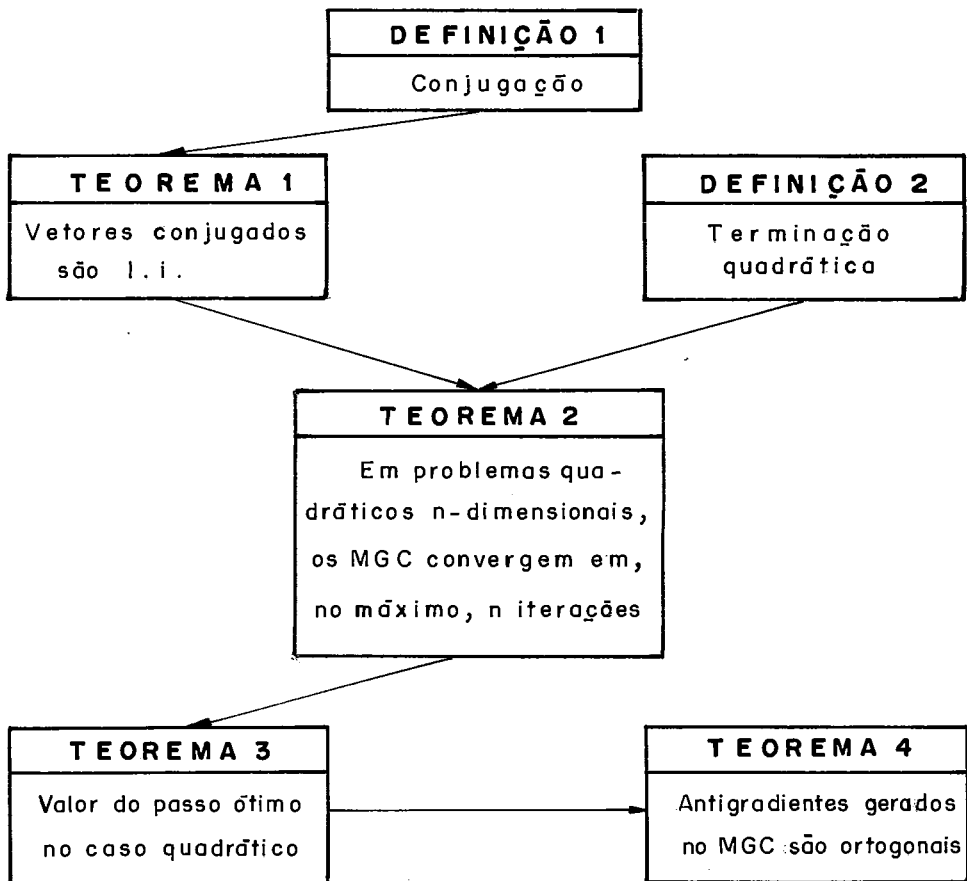 DEFINIÇÃO 1
Conjugação
TEOREMA 1
Vetores conjugados
são l.i.
DEFINIÇÃO 2
Terminação
quadrática
TEOREMA 2
Em problemas qua-
dráticos n-dimensionais,
os MGC convergem em,
no máximo, n iterações
TEOREMA 3
Valor do passo ótimo
no caso quadrático
TEOREMA 4
Antigradientes gerados
no MGC são ortogonais